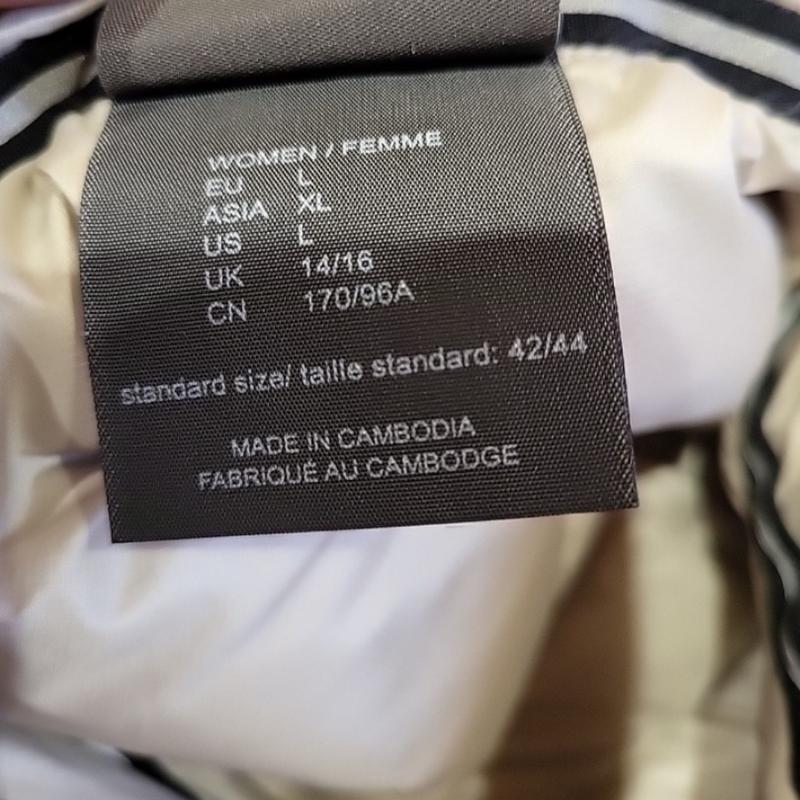 WOMEN / FEMME
EU L
ASIA XL
US L
UK 14/16
CN 170/96A
standard size/ taille standard: 42/44
MADE IN CAMBODIA
FABRIQUÉ AU CAMBODGE